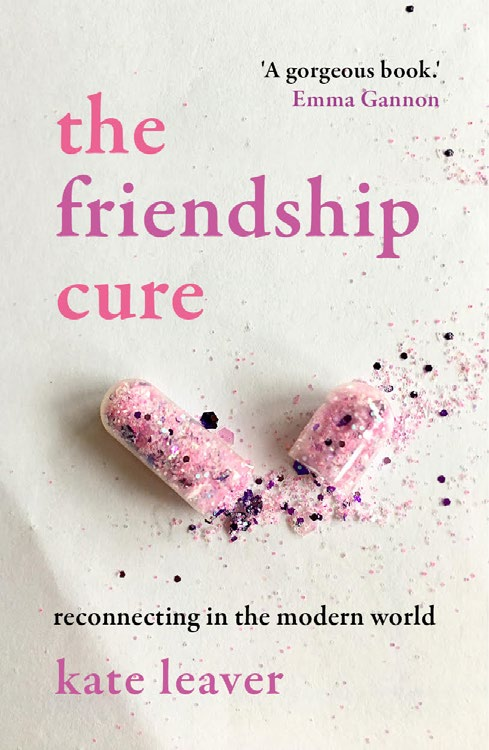 'A gorgeous book.'
Emma Gannon
the
friendship
cure
reconnecting in the modern world
kate leaver